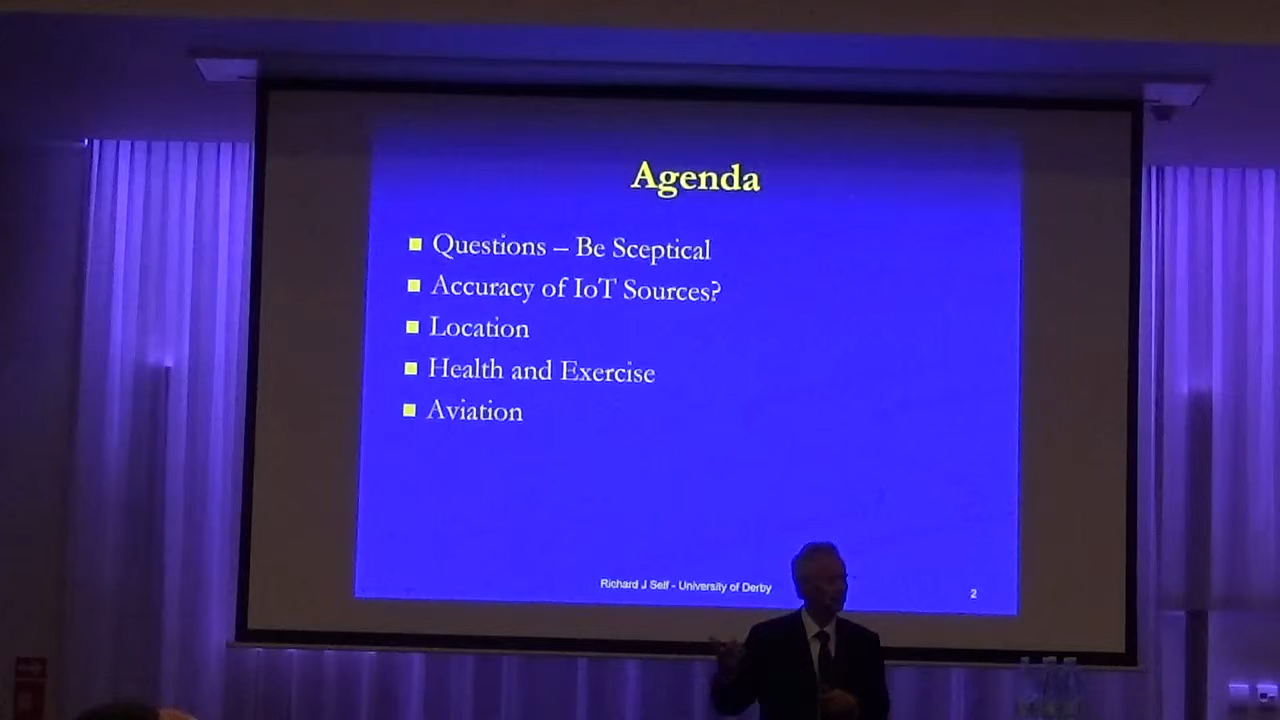 Agenda
Questions – Be Sceptical
Accuracy of IoT Sources?
Location
Health and Exercise
Aviation
Richard J Self - University of Derby
2